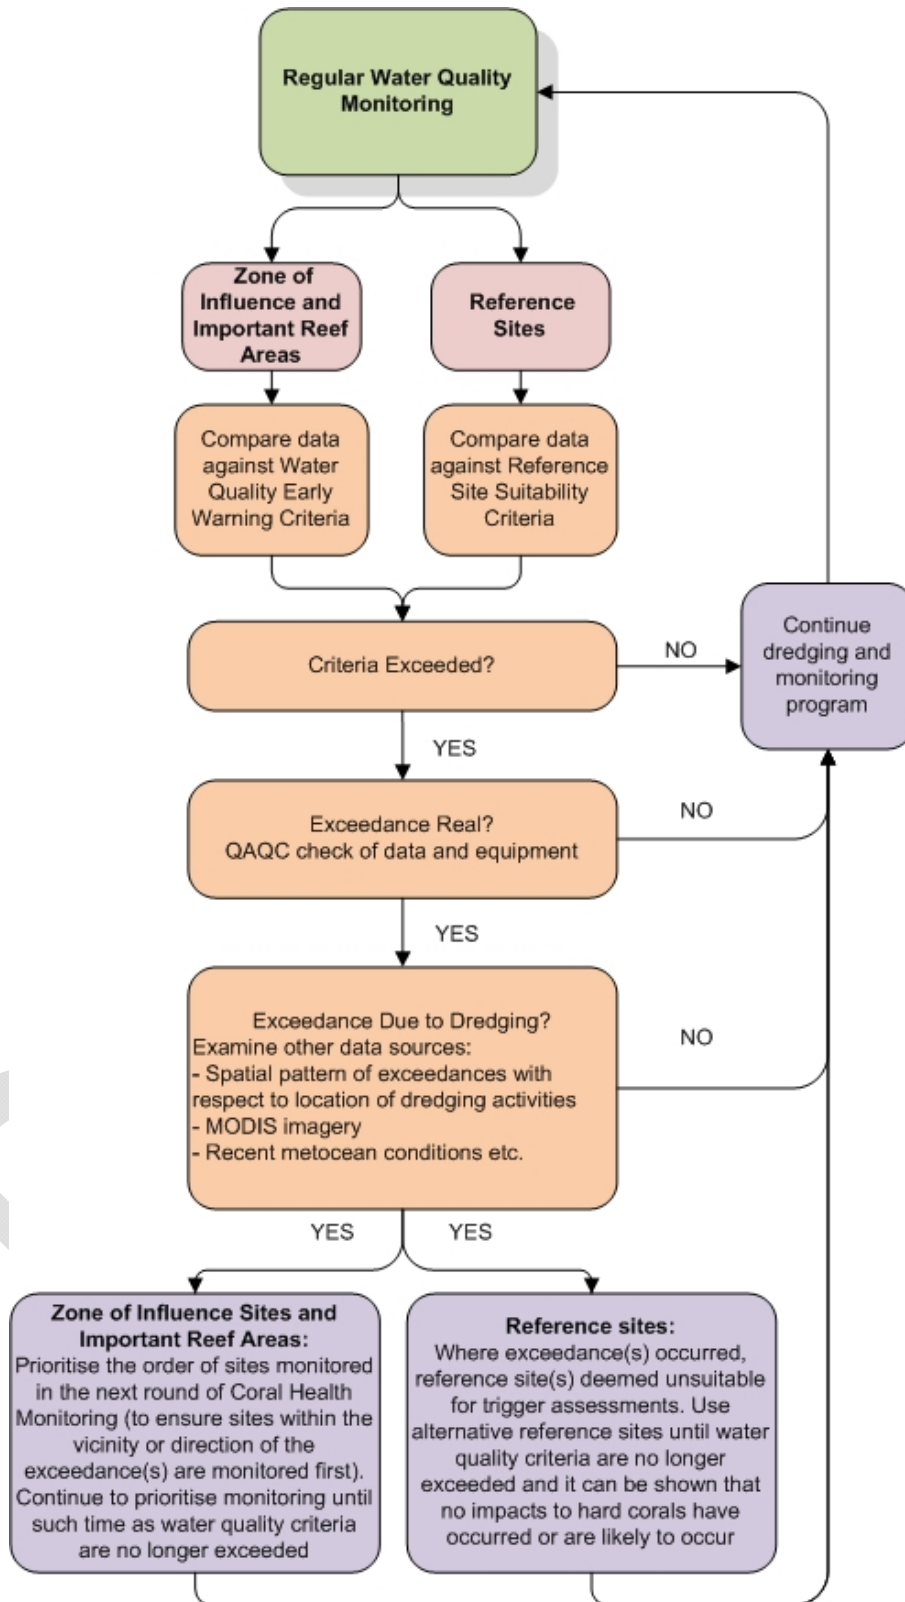 Regular Water Quality
Monitoring
Zone of
Influence and
Important Reef
Areas
Reference
Sites
Compare data
against Water
Quality Early
Warning Criteria
Compare data
against Reference
Site Suitability
Criteria
Criteria Exceeded?
NO
Continue
dredging and
monitoring
program
YES
Exceedance Real?
QAQC check of data and equipment
NO
YES
Exceedance Due to Dredging?
Examine other data sources:
- Spatial pattern of exceedances with
respect to location of dredging activities
- MODIS imagery
- Recent metocean conditions etc.
NO
YES
YES
Zone of Influence Sites and
Important Reef Areas:
Prioritise the order of sites monitored
in the next round of Coral Health
Monitoring (to ensure sites within the
vicinity or direction of the
exceedance(s) are monitored first).
Continue to prioritise monitoring until
such time as water quality criteria
are no longer exceeded
Reference sites:
Where exceedance(s) occurred,
reference site(s) deemed unsuitable
for trigger assessments. Use
alternative reference sites until water
quality criteria are no longer
exceeded and it can be shown that
no impacts to hard corals have
occurred or are likely to occur